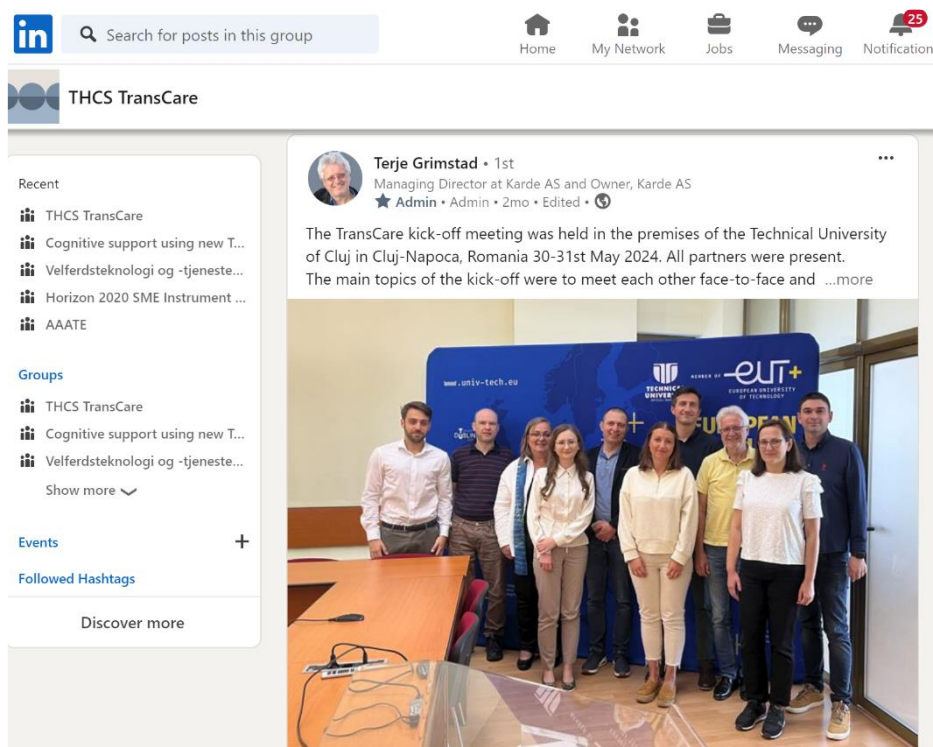 in
Search for posts in this group
Home
My Network
Jobs
Messaging
25
Notification
THCS TransCare
Recent
THCS TransCare
Cognitive support using new T...
Velferdsteknologi og -tjeneste...
Horizon 2020 SME Instrument ...
AAATE
Groups
THCS TransCare
Cognitive support using new T...
Velferdsteknologi og -tjeneste...
Show more
Events
Followed Hashtags
Discover more
Terje Grimstad • 1st
Managing Director at Karde AS and Owner, Karde AS
Admin • Admin • 2mo • Edited •
The TransCare kick-off meeting was held in the premises of the Technical University
of Cluj in Cluj-Napoca, Romania 30-31st May 2024. All partners were present.
The main topics of the kick-off were to meet each other face-to-face and ...more
www.univ-tech.eu
TECHNICAL
UNIVER
MEMBER OF
EUT+
EUROPEAN UNIVERSITY
OF TECHNOLOGY
DUBLIN